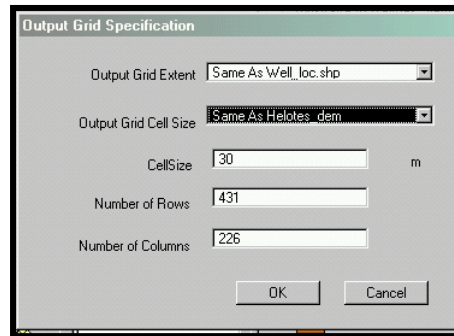 Output Grid Specification
Output Grid Extent Same As Well_loc.shp
Output Grid Cell Size Same As Helotes_dem
CellSize 30 m
Number of Rows 431
Number of Columns 226
OK Cancel